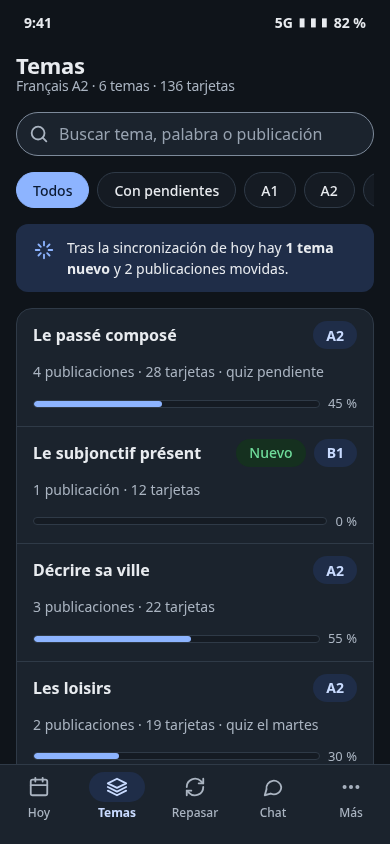 9:41
5G 82 %
Temas
Français A2 · 6 temas · 136 tarjetas
Buscar tema, palabra o publicación
Todos
Con pendientes
A1
A2
Tras la sincronización de hoy hay 1 tema
nuevo y 2 publicaciones movidas.
Le passé composé
A2
4 publicaciones · 28 tarjetas · quiz pendiente
45 %
Le subjonctif présent
Nuevo
B1
1 publicación · 12 tarjetas
0 %
Décrire sa ville
A2
3 publicaciones · 22 tarjetas
55 %
Les loisirs
A2
2 publicaciones · 19 tarjetas · quiz el martes
30 %
Hoy
Temas
Repasar
Chat
Más